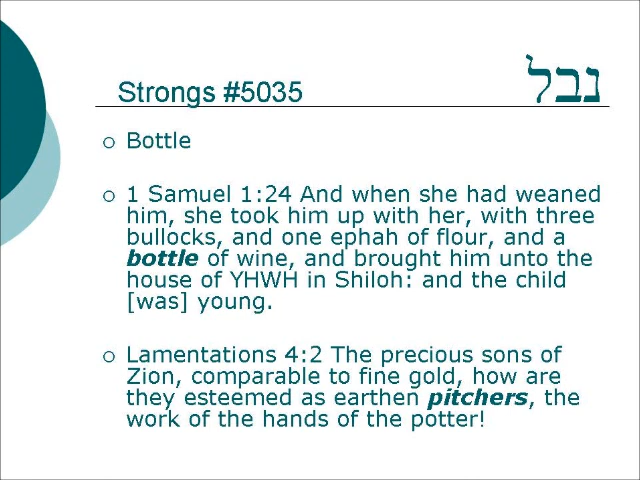 Strongs #5035 נבל
Bottle
1 Samuel 1:24 And when she had weaned
him, she took him up with her, with three
bullocks, and one ephah of flour, and a
bottle of wine, and brought him unto the
house of YHWH in Shiloh: and the child
[was] young.
Lamentations 4:2 The precious sons of
Zion, comparable to fine gold, how are
they esteemed as earthen pitchers, the
work of the hands of the potter!